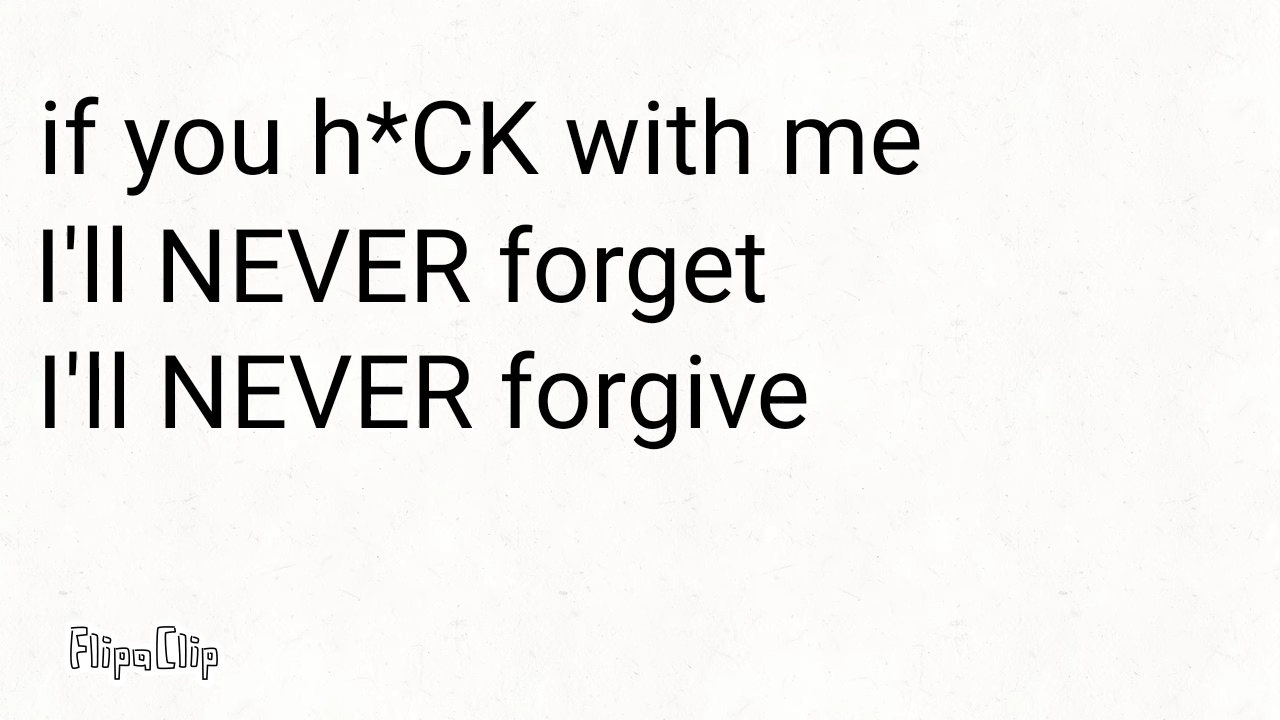 if you h*CK with me
I'll NEVER forget
I'll NEVER forgive
FlipaClip